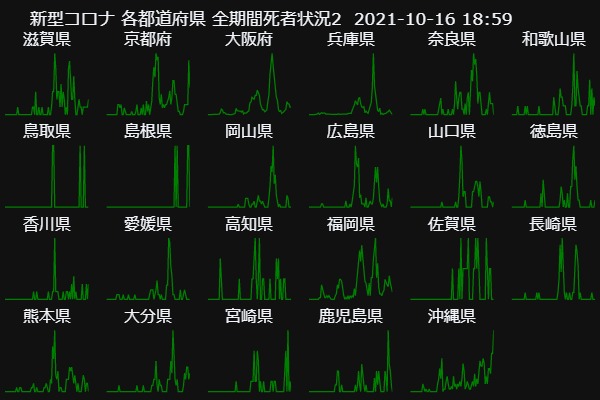 新型コロナ 各都道府県 全期間死者状況2 2021-10-16 18:59
滋賀県 京都府 大阪府 兵庫県 奈良県 和歌山県
鳥取県 島根県 岡山県 広島県 山口県 徳島県
香川県 愛媛県 高知県 福岡県 佐賀県 長崎県
熊本県 大分県 宮崎県 鹿児島県 沖縄県